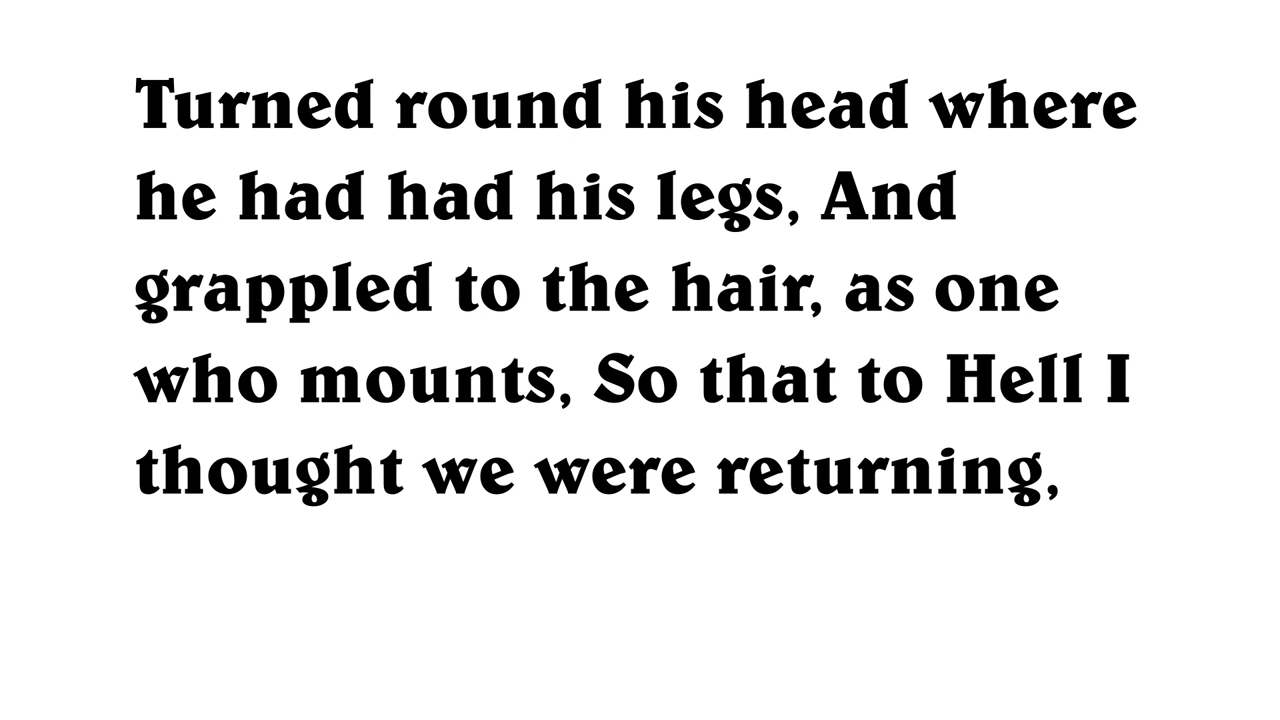 Turned round his head where
he had had his legs, And
grappled to the hair, as one
who mounts, So that to Hell I
thought we were returning,